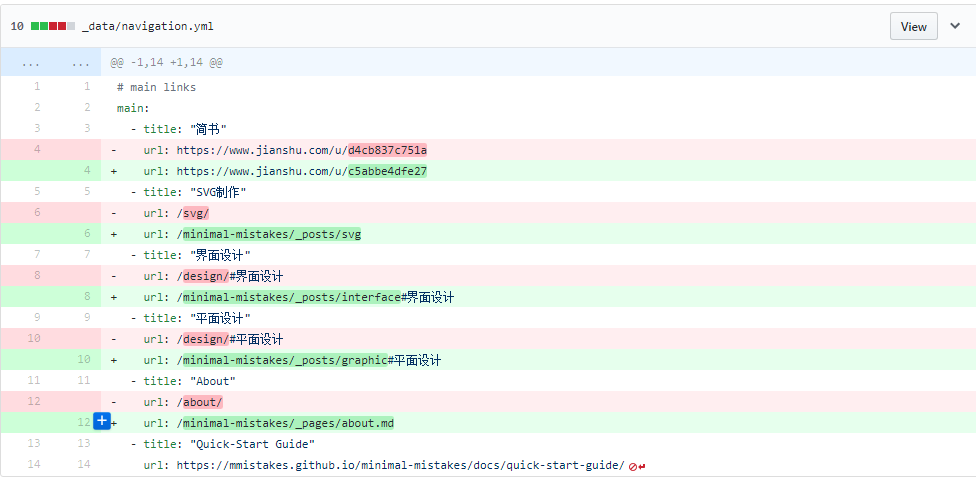 10 _data/navigation.yml View
... ... @@ -1,14 +1,14 @@
1 1 # main links
2 2 main:
3 3 - title: "简书"
4 - url: https://www.jianshu.com/u/d4cb837c751a
4 + url: https://www.jianshu.com/u/c5abbe4dfe27
5 5 - title: "SVG制作"
6 - url: /svg/
6 + url: /minimal-mistakes/_posts/svg
7 7 - title: "界面设计"
8 - url: /design/#界面设计
8 + url: /minimal-mistakes/_posts/interface#界面设计
9 9 - title: "平面设计"
10 - url: /design/#平面设计
10 + url: /minimal-mistakes/_posts/graphic#平面设计
11 11 - title: "About"
12 - url: /about/
12 + url: /minimal-mistakes/_pages/about.md
13 13 - title: "Quick-Start Guide"
14 14 url: https://mmistakes.github.io/minimal-mistakes/docs/quick-start-guide/